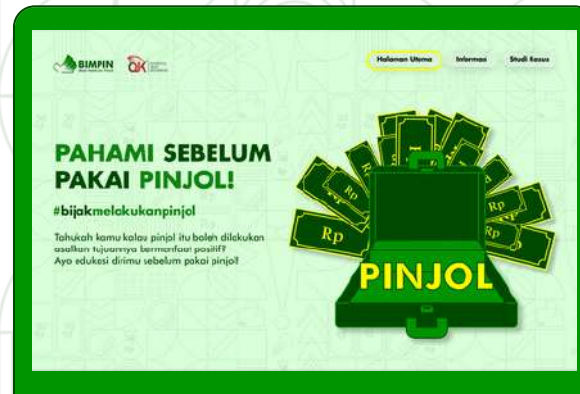 BIMPIN
OJK
Halaman Utama
Informasi
Studi Kasus
PAHAMI SEBELUM
PAKAI PINJOL!
#bijakmelakukanpinjol
Tahukah kamu kalau pinjol itu boleh dilakukan
asalkan tujuannya bermanfaat positif?
Ayo edukasi dirimu sebelum pakai pinjol!
Rp
Rp
Rp
Rp
PINJOL